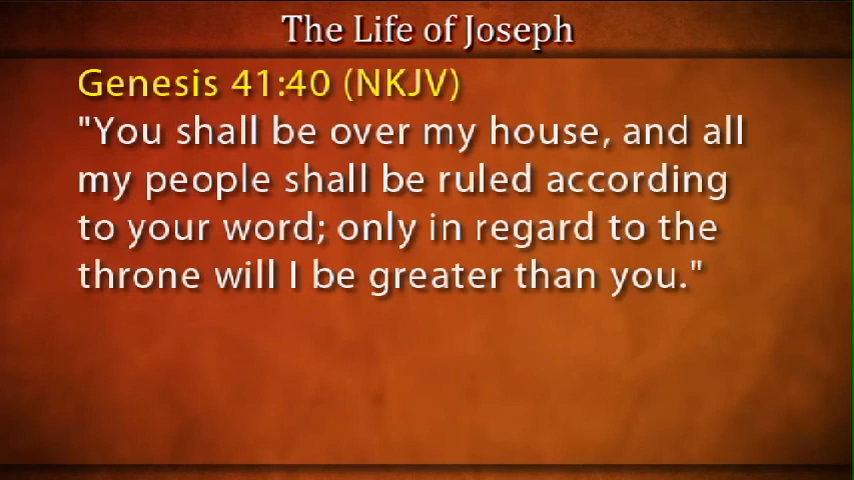 The Life of Joseph
Genesis 41:40 (NKJV)
"You shall be over my house, and all
my people shall be ruled according
to your word; only in regard to the
throne will I be greater than you."